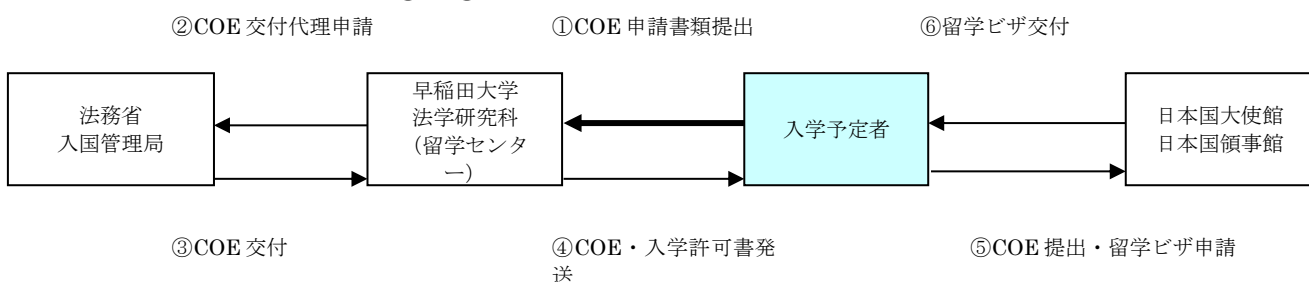 ②COE 交付代理申請
①COE 申請書類提出
⑥留学ビザ交付
法務省
入国管理局
早稲田大学
法学研究科
(留学センタ
ー)
入学予定者
日本国大使館
日本国領事館
③COE 交付
④COE・入学許可書発
送
⑤COE 提出・留学ビザ申請